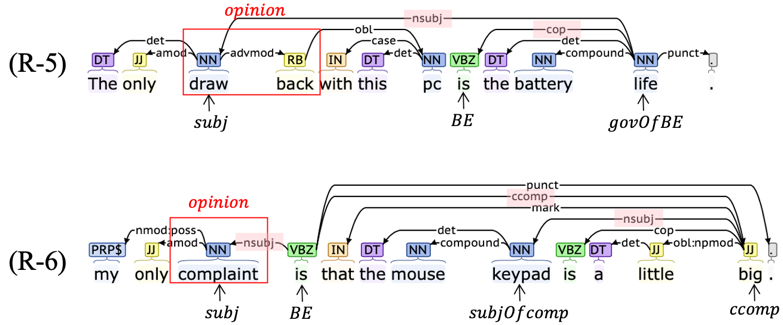 opinion
nsubj
obl cop
det case det
amod advmod det compound punct
(R-5) DT JJ NN RB IN DT NN VBZ DT NN NN .
The only draw back with this pc is the battery life .
subj BE govOfBE
punct
opinion ccomp
mark
nsubj
nmod:poss det cop
amod nsubj compound det obl:npmod
(R-6) PRP$ JJ NN VBZ IN DT NN NN VBZ DT JJ JJ .
my only complaint is that the mouse keypad is a little big .
subj BE subjOfcomp ccomp